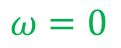 ω = 0